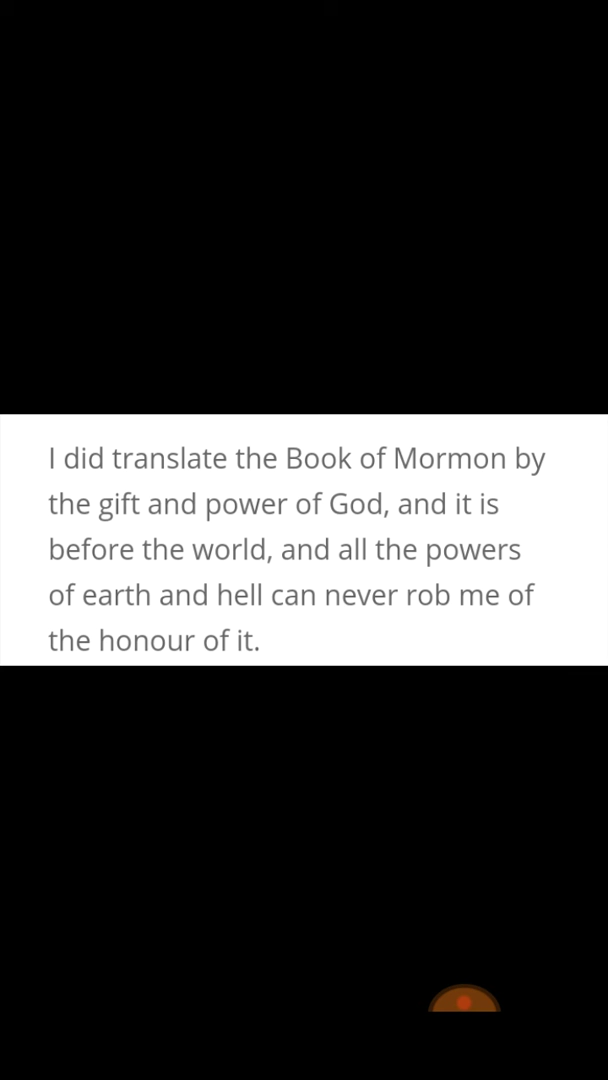 I did translate the Book of Mormon by
the gift and power of God, and it is
before the world, and all the powers
of earth and hell can never rob me of
the honour of it.